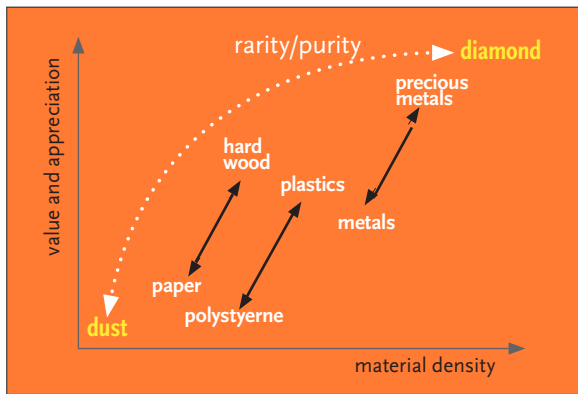 rarity/purity
diamond
precious
metals
hard
wood
plastics
metals
paper
polystyerne
dust
value and appreciation
material density